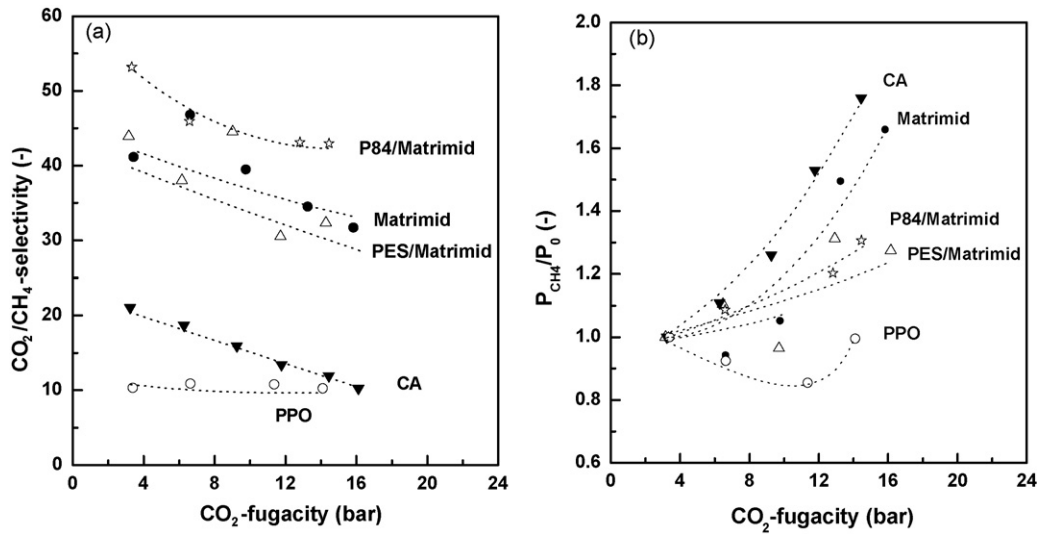 (a)
60
50
40
30
20
10
0
CO₂/CH₄-selectivity (-)
P84/Matrimid
Matrimid
PES/Matrimid
CA
PPO
0 4 8 12 16 20 24
CO₂-fugacity (bar)
(b)
2.0
1.8
1.6
1.4
1.2
1.0
0.8
0.6
P_CH4/P₀ (-)
CA
Matrimid
P84/Matrimid
PES/Matrimid
PPO
0 4 8 12 16 20 24
CO₂-fugacity (bar)